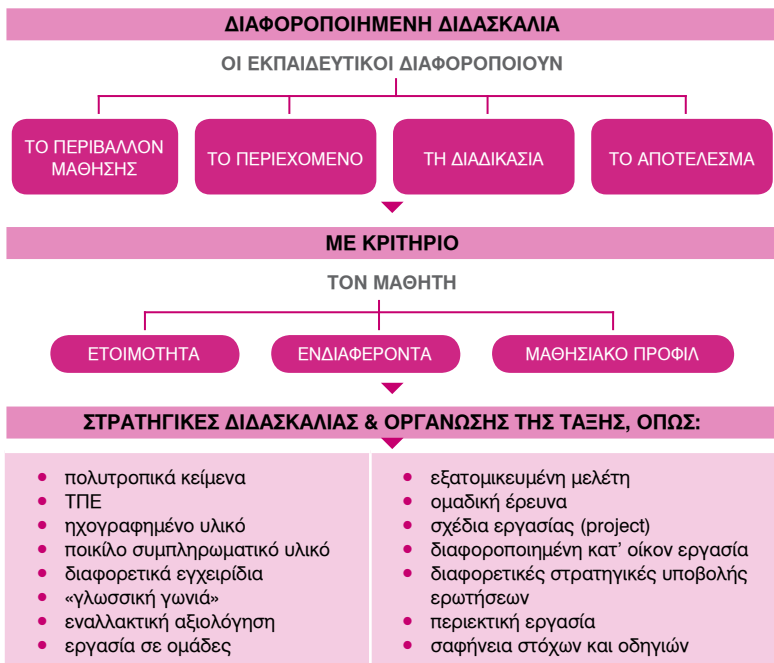 ΔΙΑΦΟΡΟΠΟΙΗΜΕΝΗ ΔΙΔΑΣΚΑΛΙΑ
ΟΙ ΕΚΠΑΙΔΕΥΤΙΚΟΙ ΔΙΑΦΟΡΟΠΟΙΟΥΝ
ΤΟ ΠΕΡΙΒΑΛΛΟΝ
ΜΑΘΗΣΗΣ
ΤΟ ΠΕΡΙΕΧΟΜΕΝΟ
ΤΗ ΔΙΑΔΙΚΑΣΙΑ
ΤΟ ΑΠΟΤΕΛΕΣΜΑ
ΜΕ ΚΡΙΤΗΡΙΟ
ΤΟΝ ΜΑΘΗΤΗ
ΕΤΟΙΜΟΤΗΤΑ
ΕΝΔΙΑΦΕΡΟΝΤΑ
ΜΑΘΗΣΙΑΚΟ ΠΡΟΦΙΛ
ΣΤΡΑΤΗΓΙΚΕΣ ΔΙΔΑΣΚΑΛΙΑΣ & ΟΡΓΑΝΩΣΗΣ ΤΗΣ ΤΑΞΗΣ, ΟΠΩΣ:
• πολυτροπικά κείμενα
• ΤΠΕ
• ηχογραφημένο υλικό
• ποικίλο συμπληρωματικό υλικό
• διαφορετικά εγχειρίδια
• «γλωσσική γωνιά»
• εναλλακτική αξιολόγηση
• εργασία σε ομάδες
• εξατομικευμένη μελέτη
• ομαδική έρευνα
• σχέδια εργασίας (project)
• διαφοροποιημένη κατ’ οίκον εργασία
• διαφορετικές στρατηγικές υποβολής
ερωτήσεων
• περιεκτική εργασία
• σαφήνεια στόχων και οδηγιών